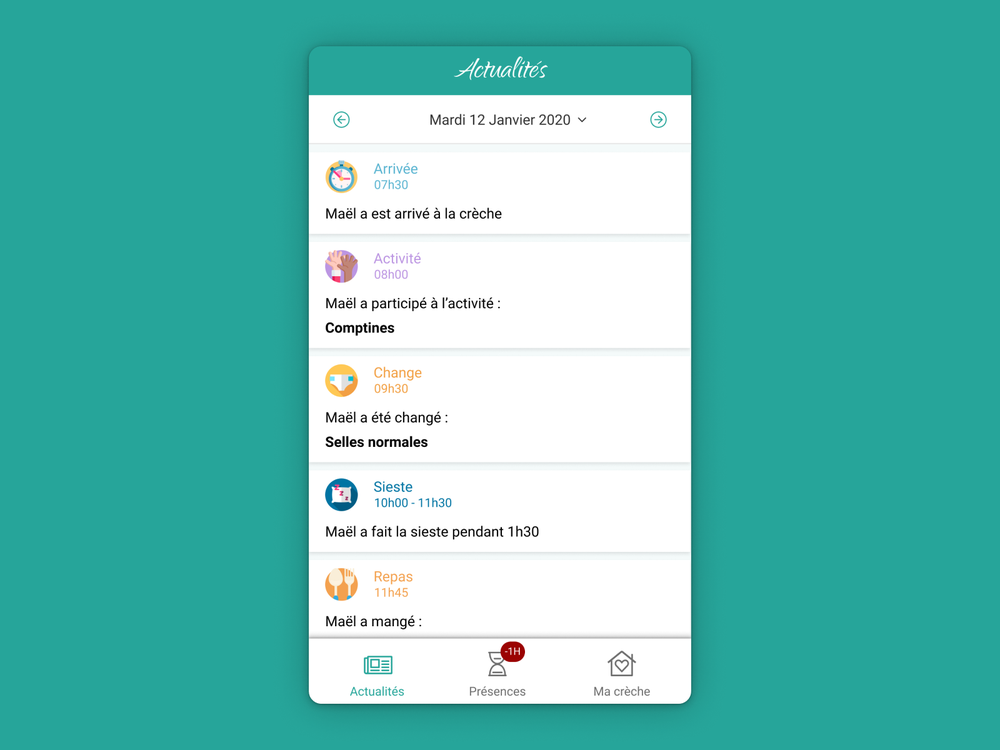 Actualités
Mardi 12 Janvier 2020
Arrivée
07h30
Maël a est arrivé à la crèche
Activité
08h00
Maël a participé à l'activité :
Comptines
Change
09h30
Maël a été changé :
Selles normales
Sieste
10h00 - 11h30
Maël a fait la sieste pendant 1h30
Repas
11h45
Maël a mangé :
-1H
Actualités
Présences
Ma crèche